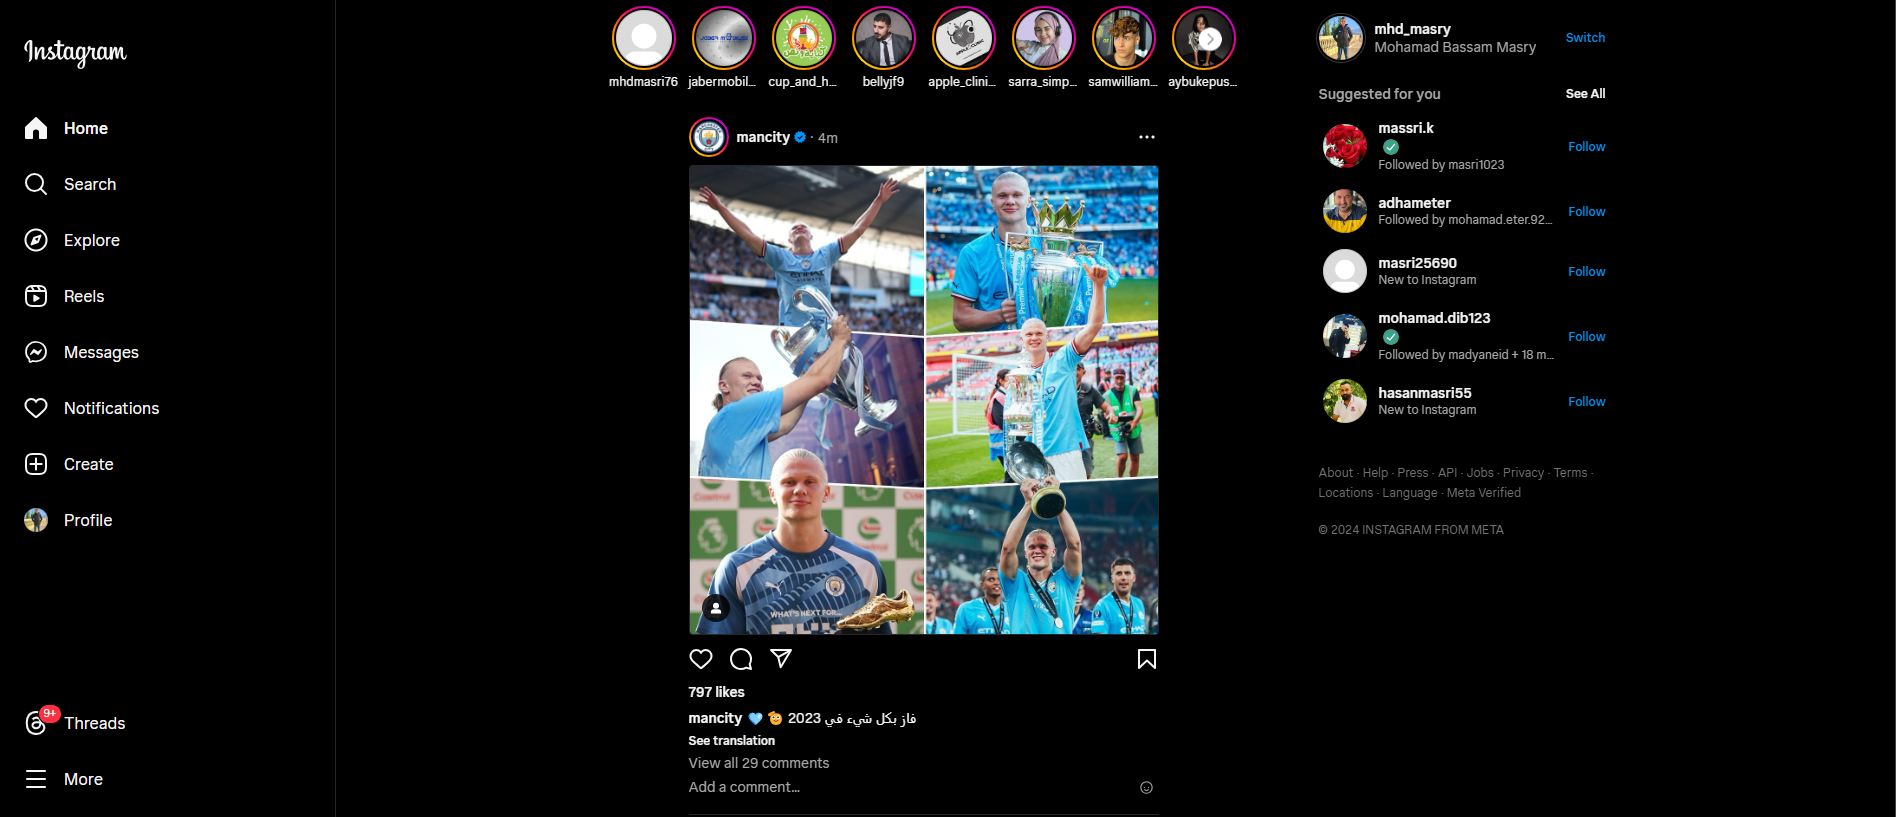 Instagram
Home
Search
Explore
Reels
Messages
Notifications
Create
Profile
9+
Threads
More
mhdmasri76
jabermobil...
cup_and_h...
bellyjf9
apple_clini...
sarra_simp...
samwilliam...
aybukepus...
mancity · 4m
WHAT'S NEXT FOR...
797 likes
mancity 🩵 🫡 فاز بكل شيء في 2023
See translation
View all 29 comments
Add a comment...
mhd_masry
Mohamad Bassam Masry
Switch
Suggested for you
See All
massri.k
Followed by masri1023
Follow
adhameter
Followed by mohamad.eter.92...
Follow
masri25690
New to Instagram
Follow
mohamad.dib123
Followed by madyaneid + 18 m...
Follow
hasanmasri55
New to Instagram
Follow
About · Help · Press · API · Jobs · Privacy · Terms ·
Locations · Language · Meta Verified
© 2024 INSTAGRAM FROM META